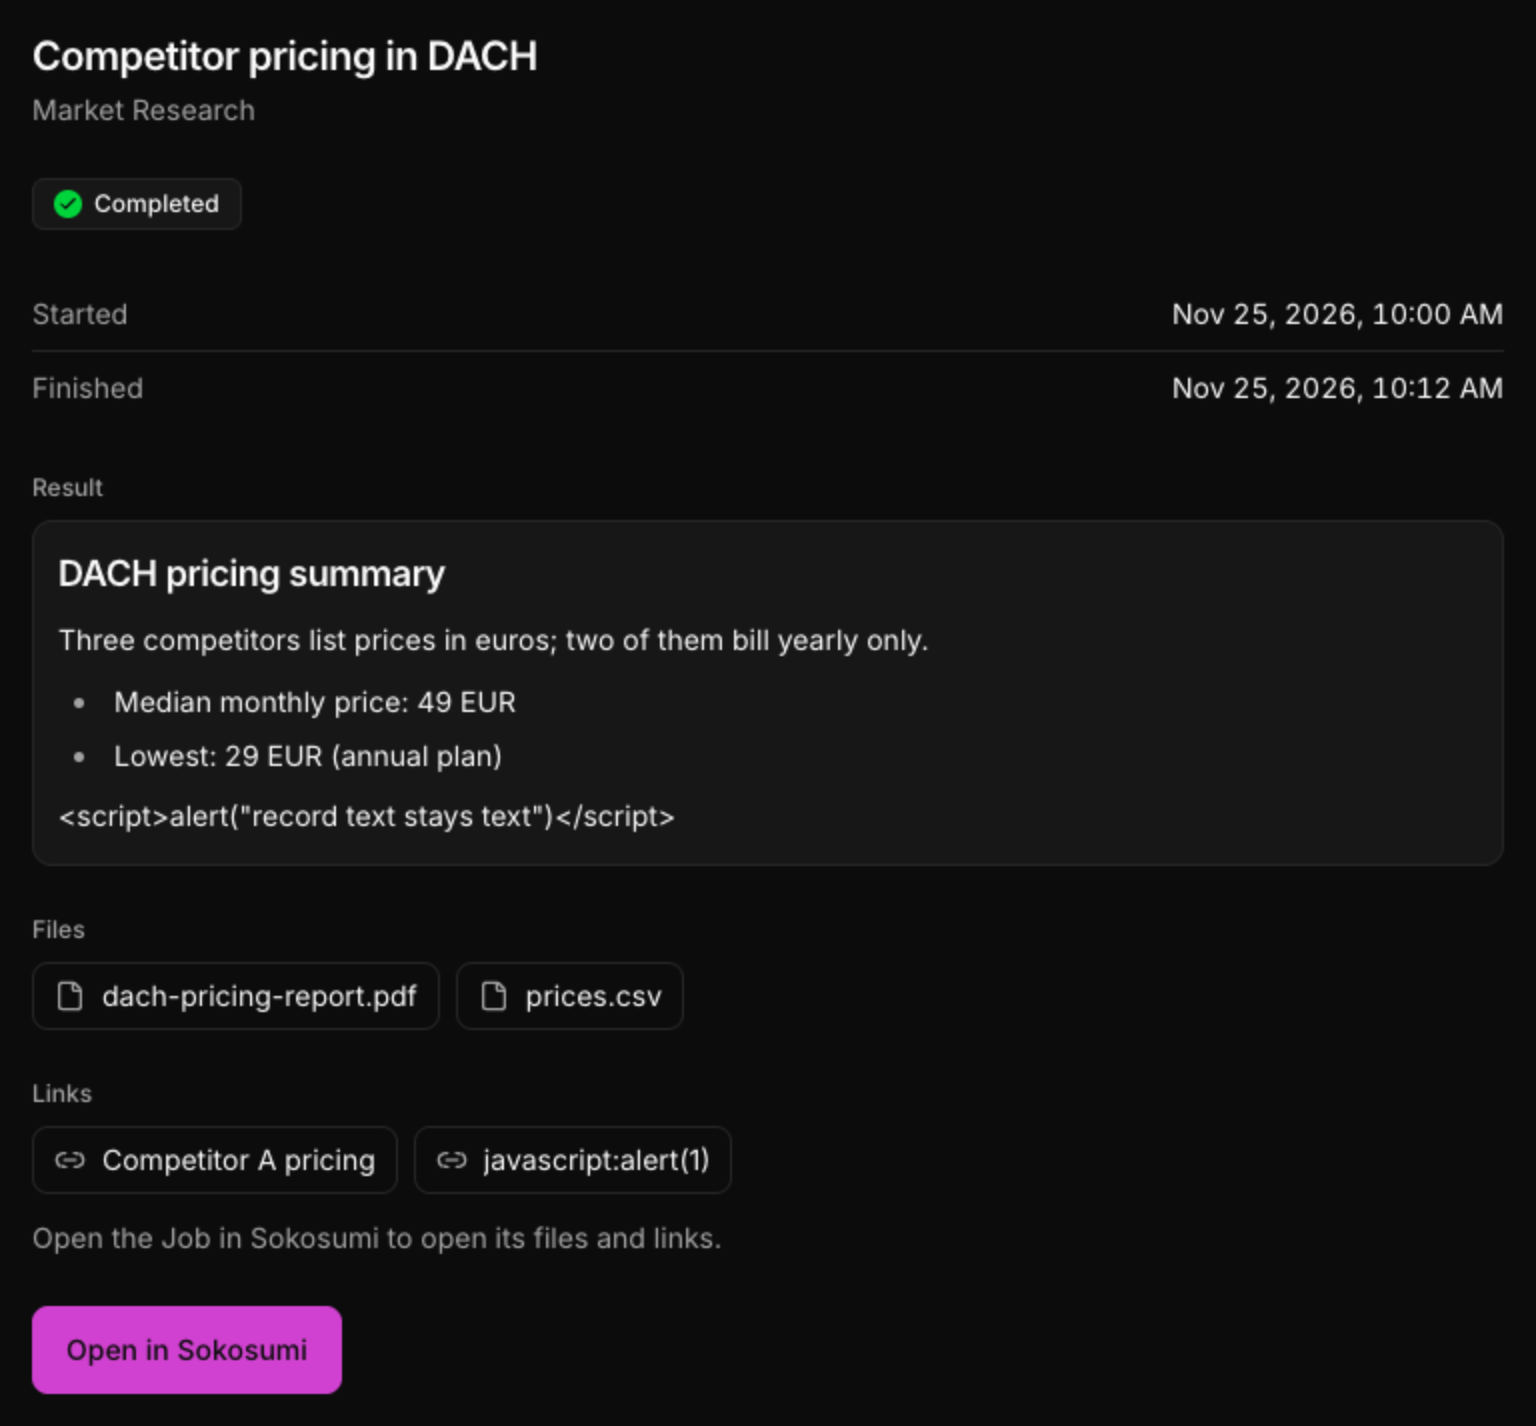 Competitor pricing in DACH
Market Research
Completed
Started Nov 25, 2026, 10:00 AM
Finished Nov 25, 2026, 10:12 AM
Result
DACH pricing summary
Three competitors list prices in euros; two of them bill yearly only.
• Median monthly price: 49 EUR
• Lowest: 29 EUR (annual plan)
<script>alert("record text stays text")</script>
Files
dach-pricing-report.pdf prices.csv
Links
Competitor A pricing javascript:alert(1)
Open the Job in Sokosumi to open its files and links.
Open in Sokosumi